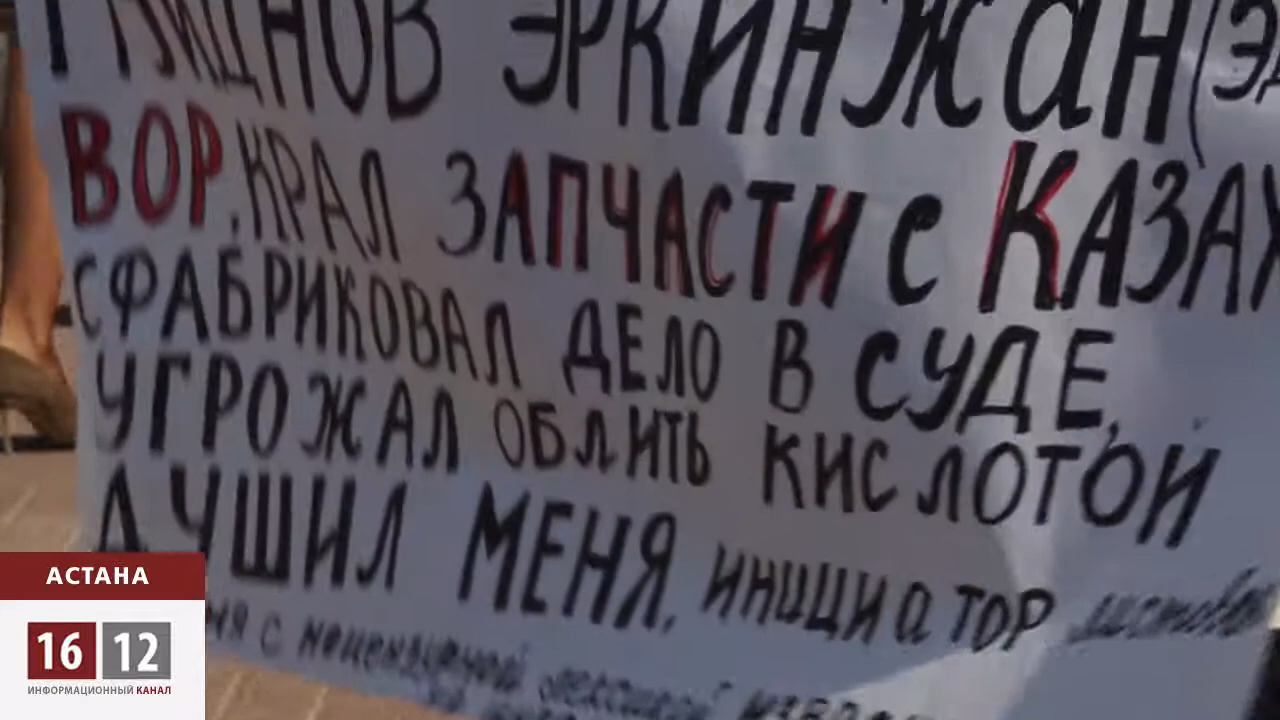 ЭРКИНЖАН (Э
ВОР, КРАЛ ЗАПЧАСТИ с КАЗАХ
СФАБРИКОВАЛ ДЕЛО В СУДЕ,
УГРОЖАЛ ОБЛИТЬ КИСЛОТОЙ
ДУШИЛ МЕНЯ, инициатор
с нецензурной
АСТАНА
16 12
ИНФОРМАЦИОННЫЙ КАНАЛ